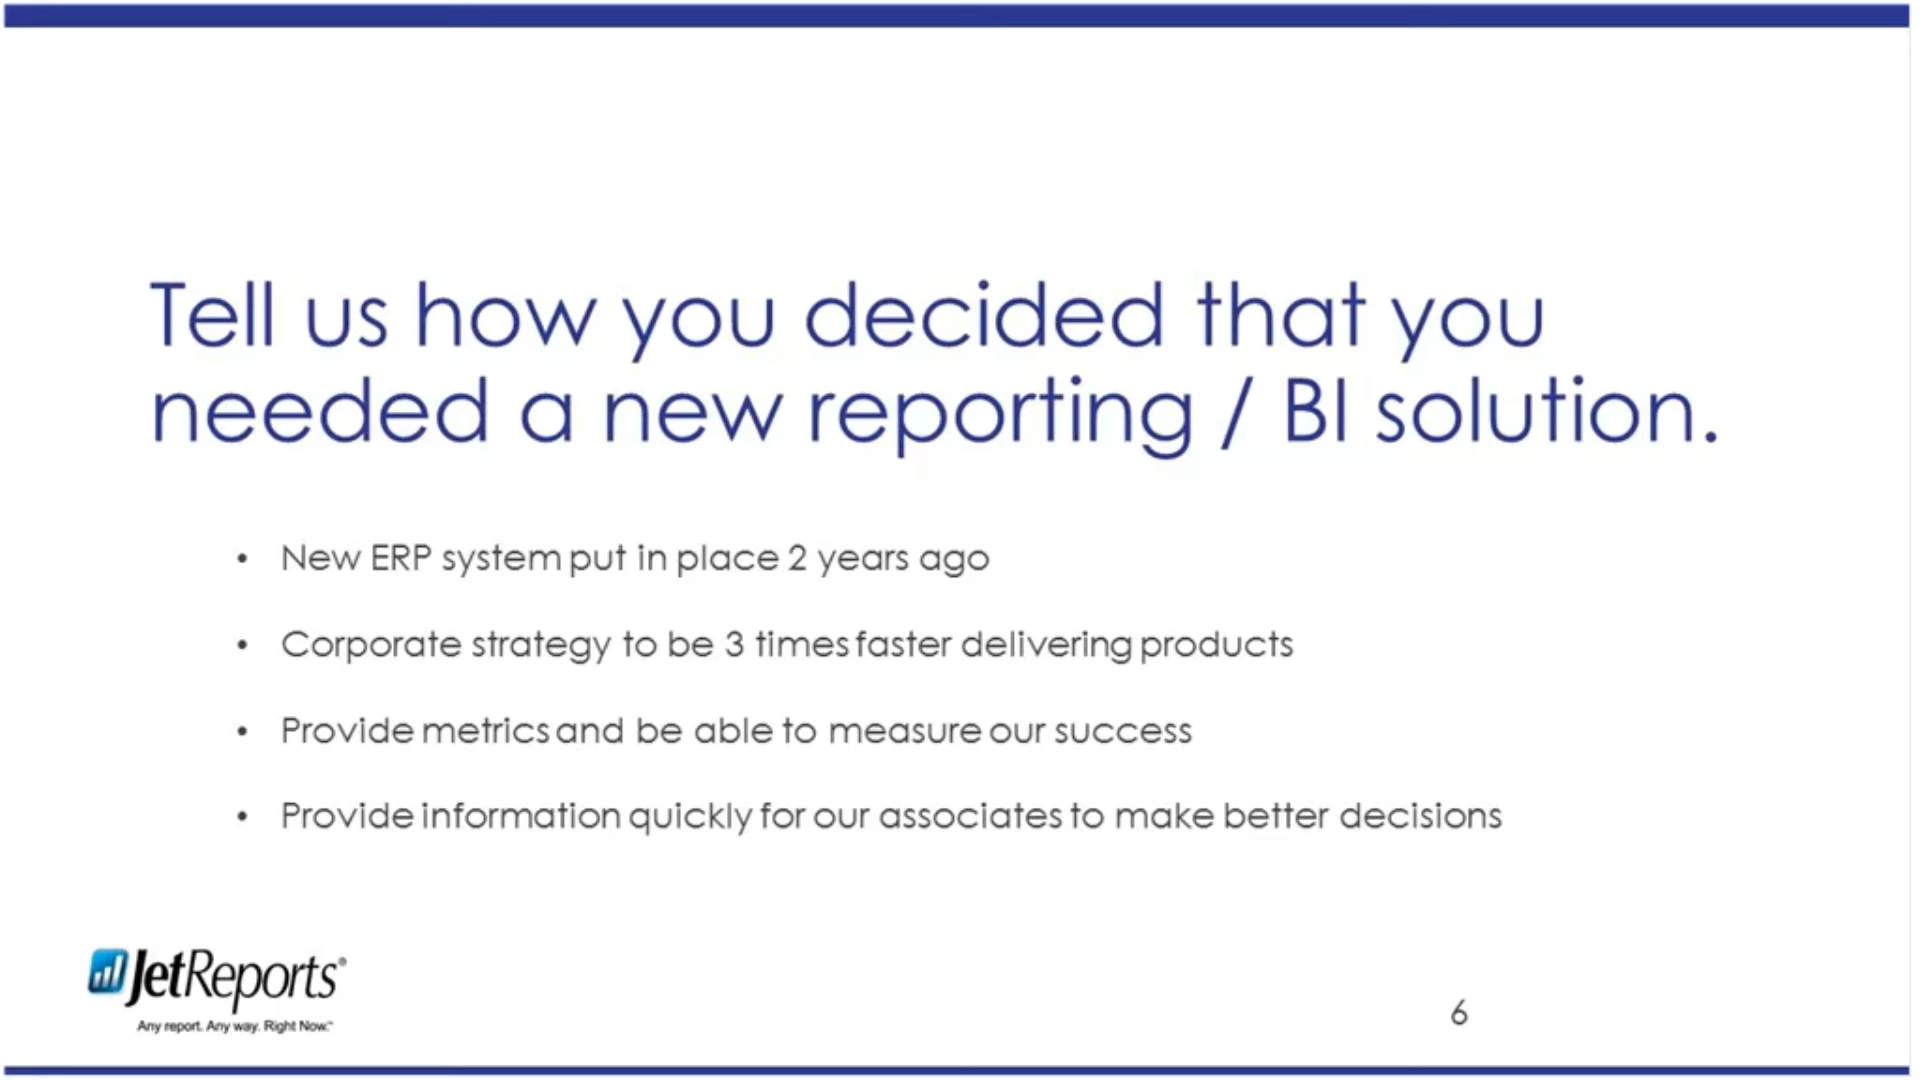 Tell us how you decided that you
needed a new reporting / BI solution.
• New ERP system put in place 2 years ago
• Corporate strategy to be 3 times faster delivering products
• Provide metrics and be able to measure our success
• Provide information quickly for our associates to make better decisions
JetReports®
Any report. Any way. Right Now.™
6